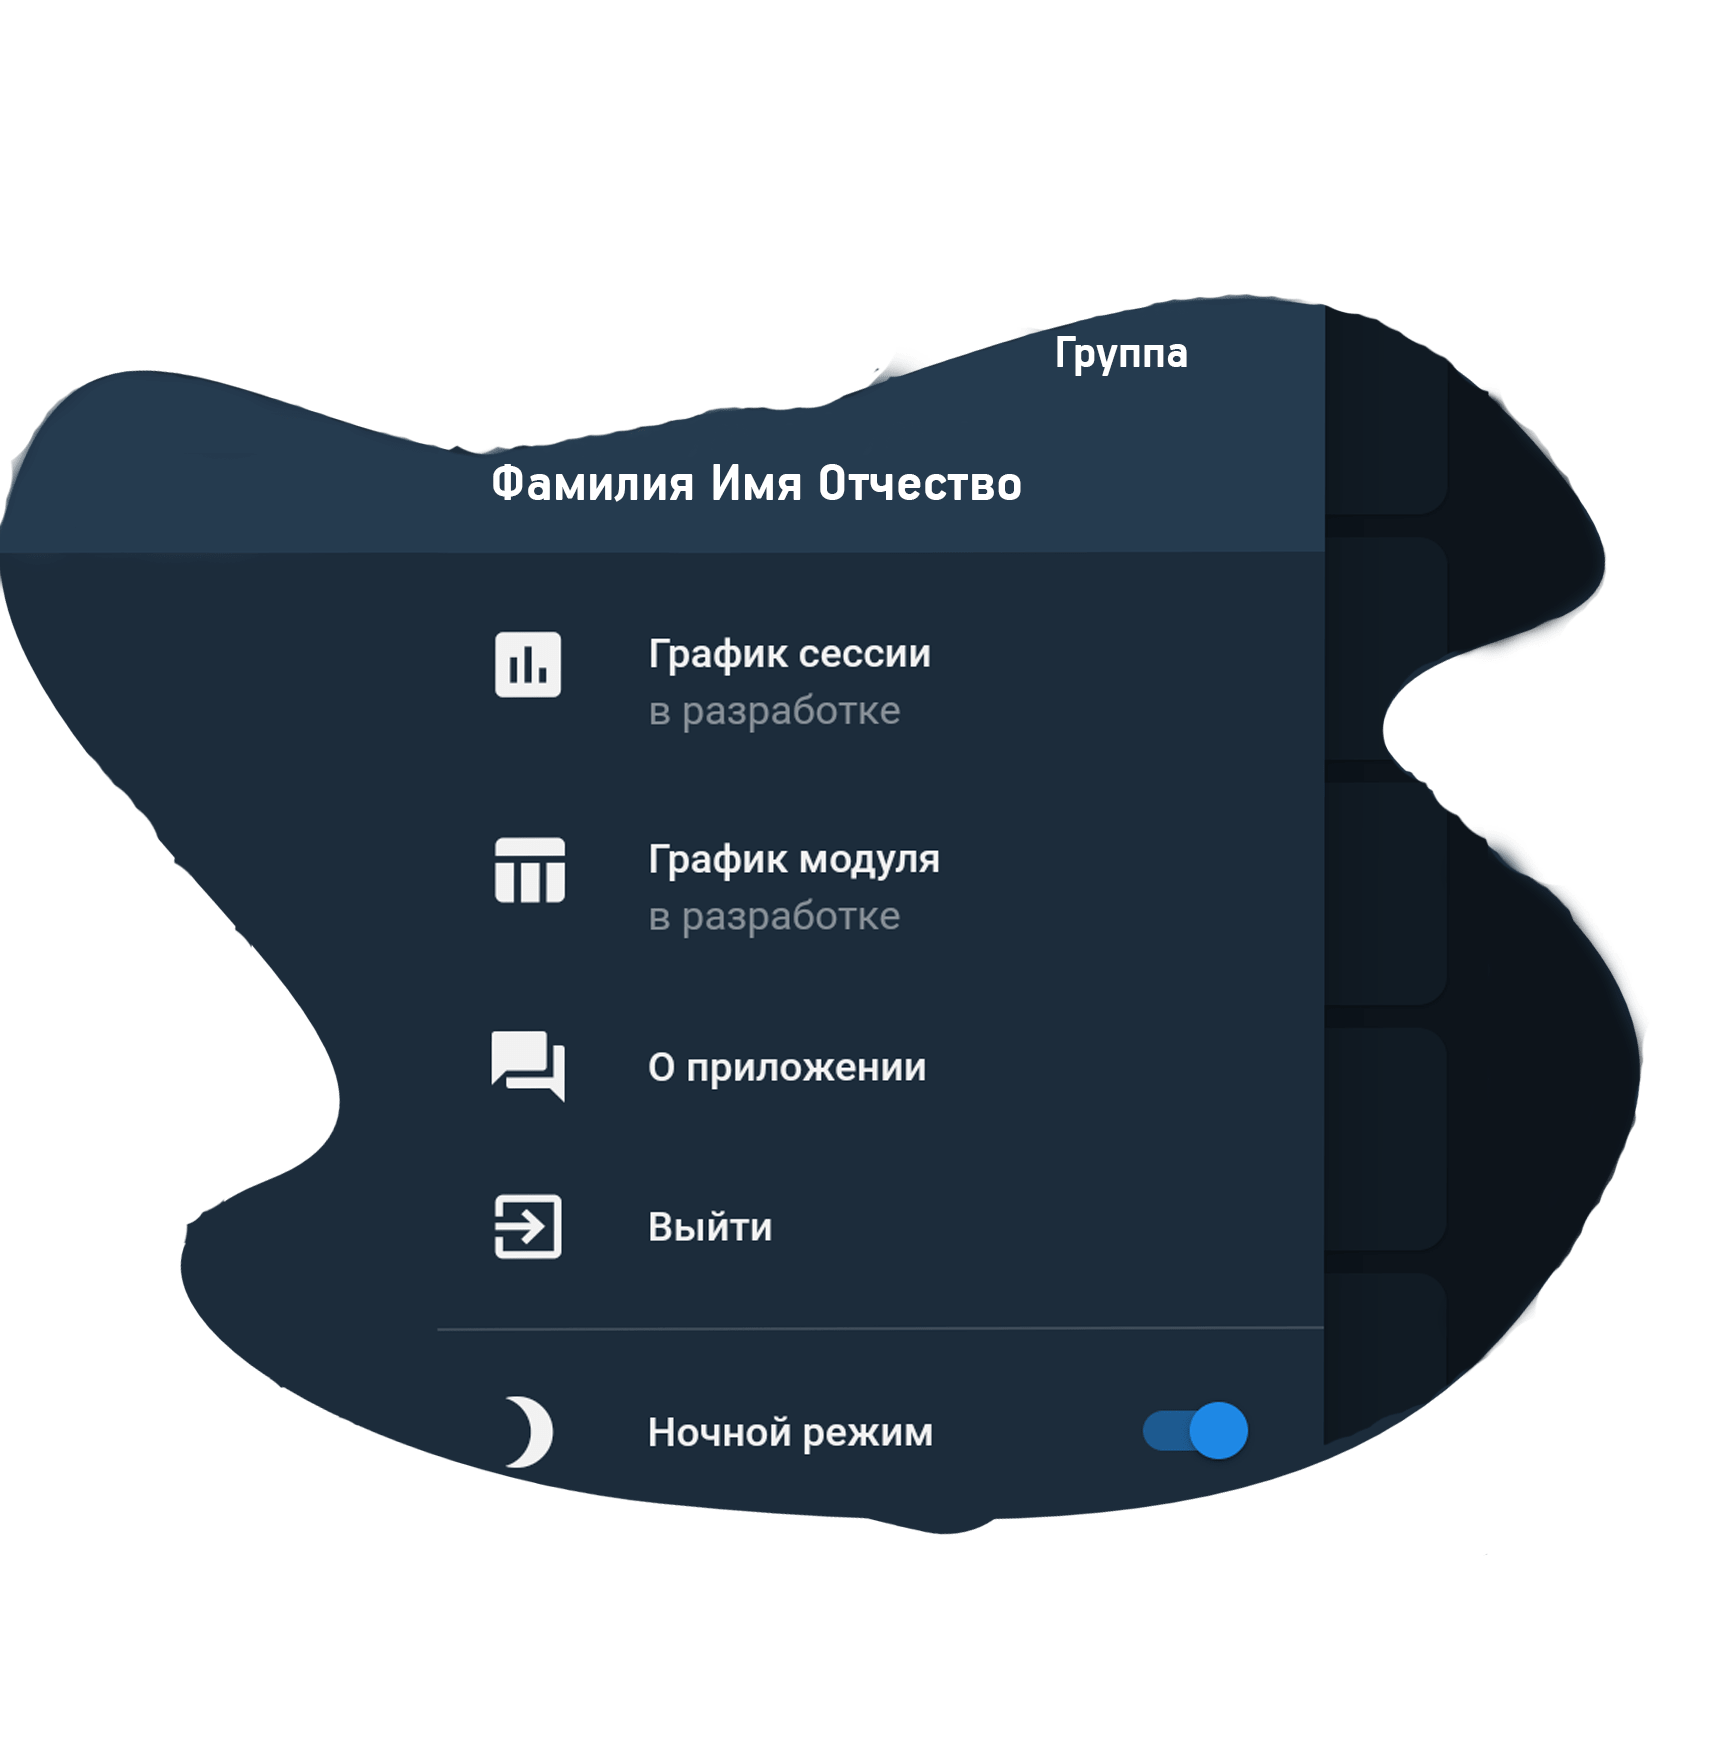 Группа
Фамилия Имя Отчество
График сессии
в разработке
График модуля
в разработке
О приложении
Выйти
Ночной режим